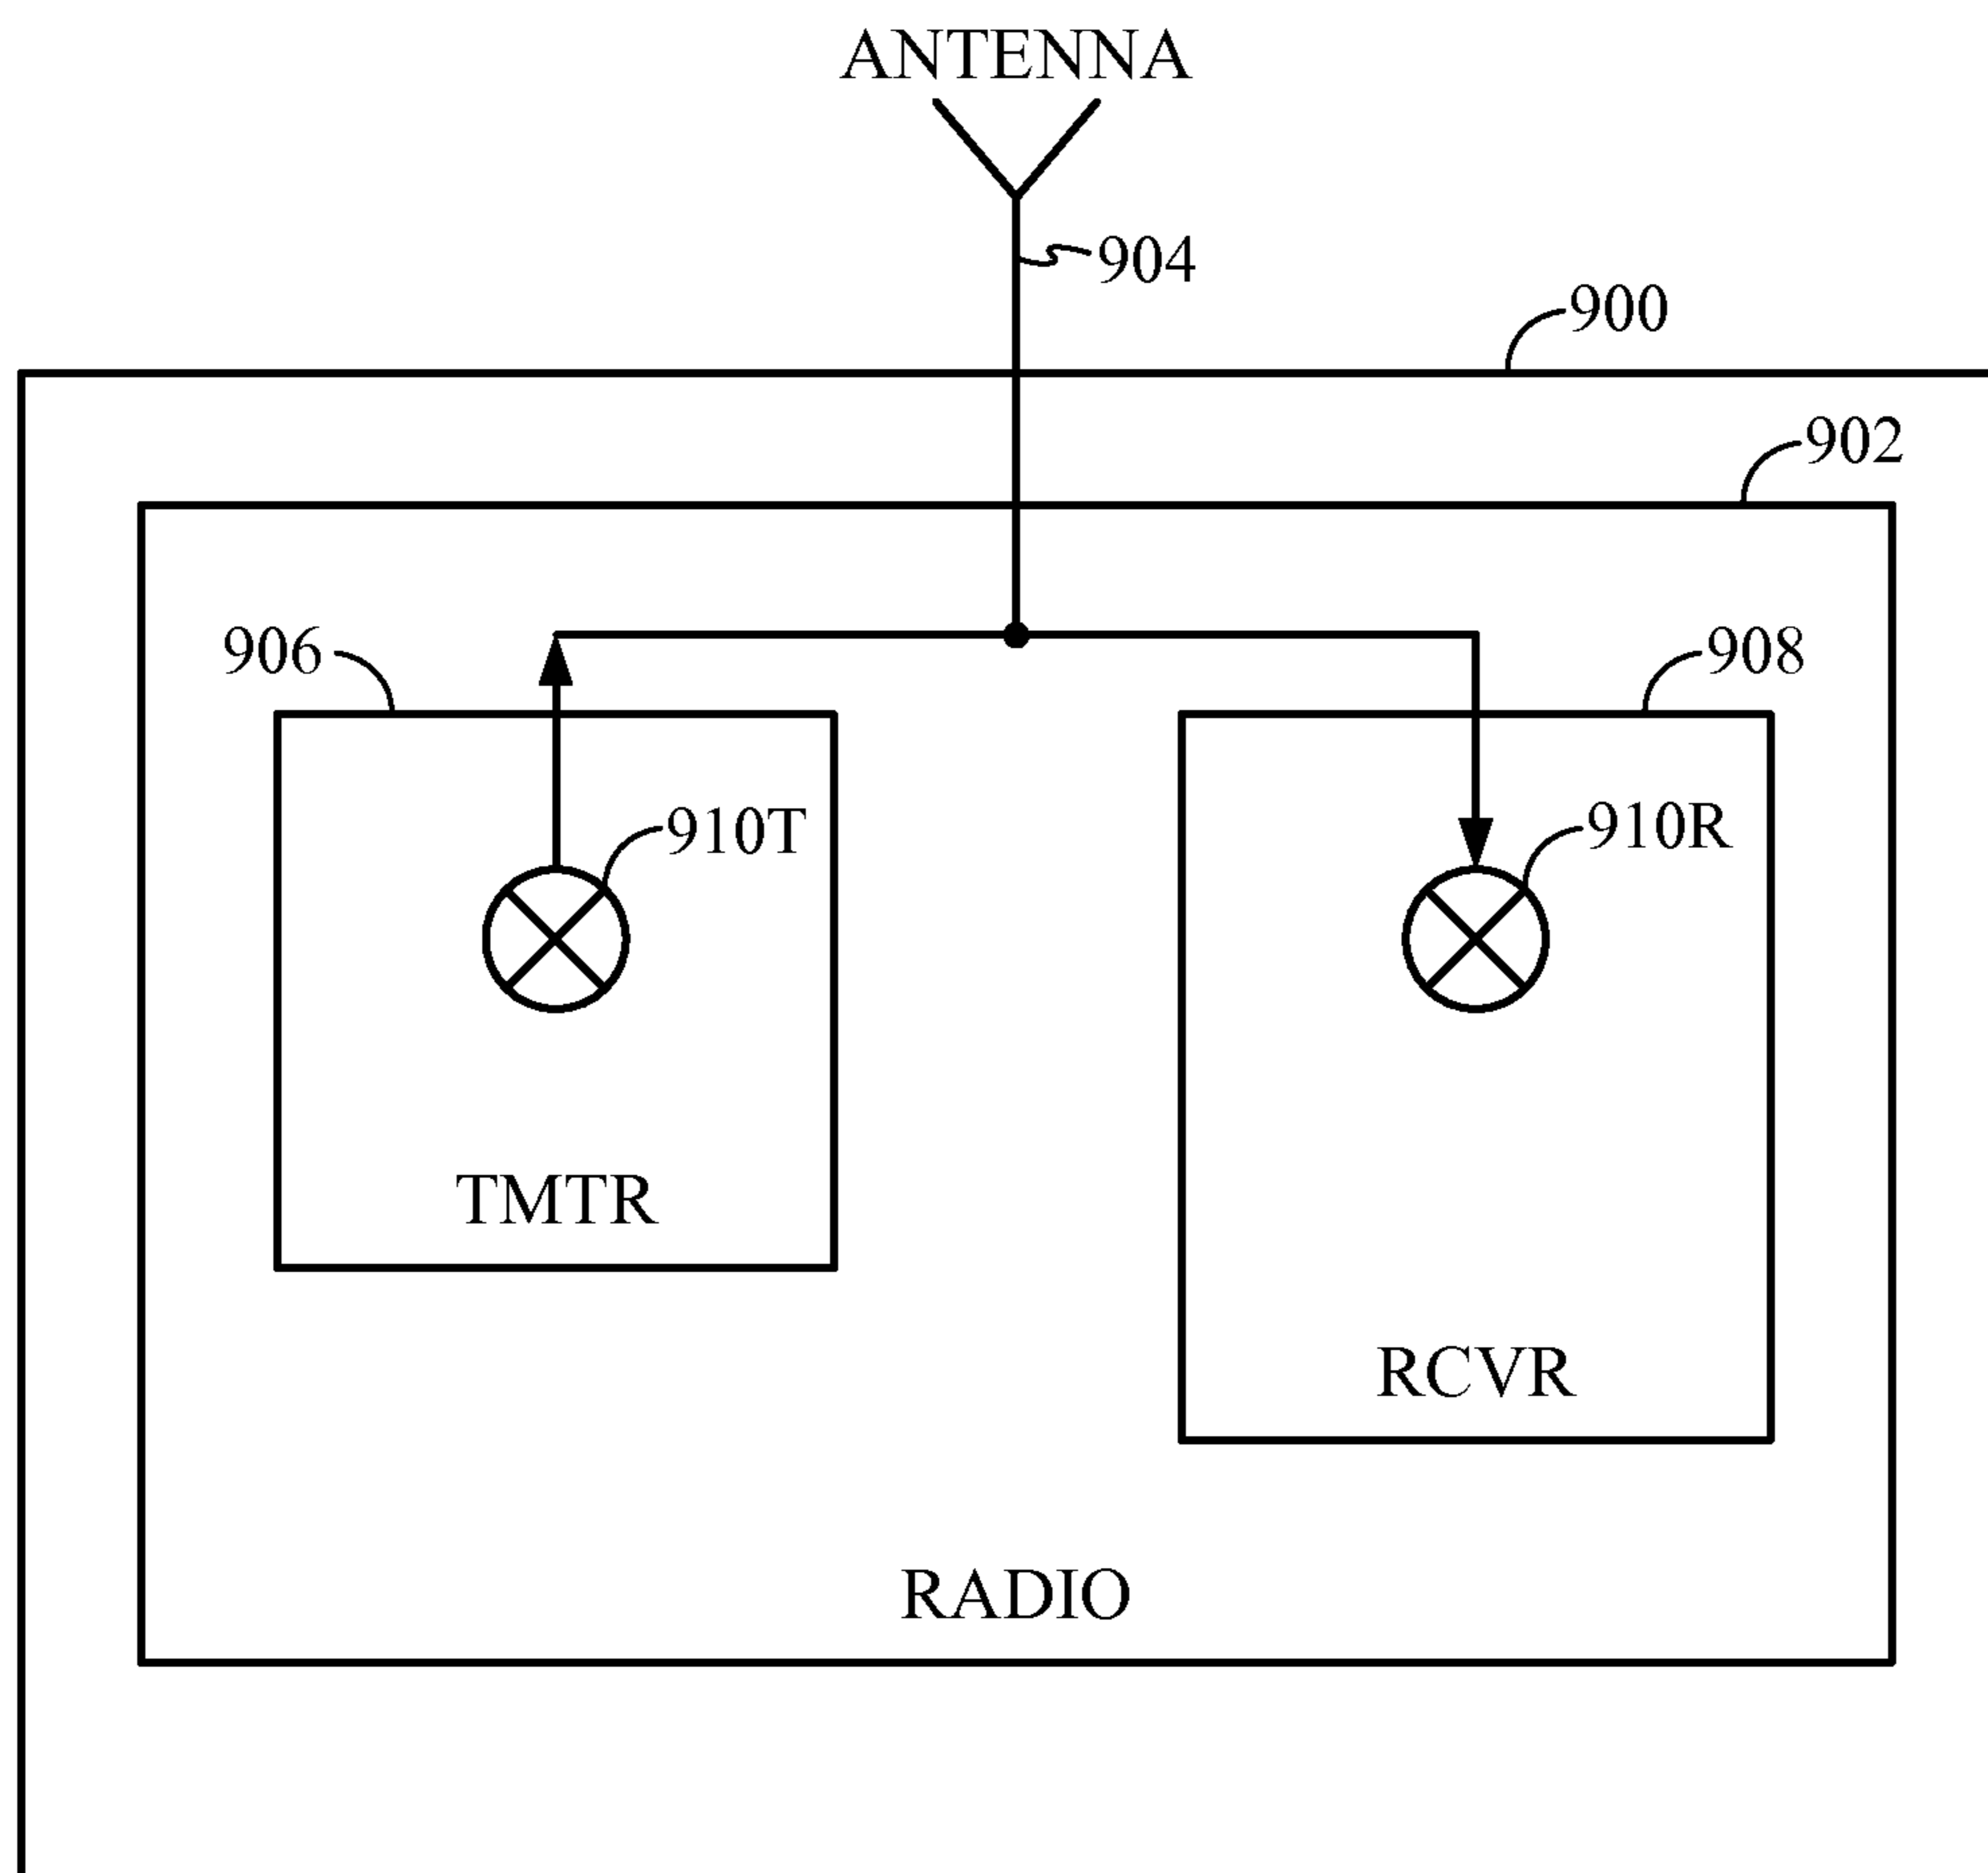 ANTENNA
904
900
902
906
908
910T
910R
TMTR
RCVR
RADIO